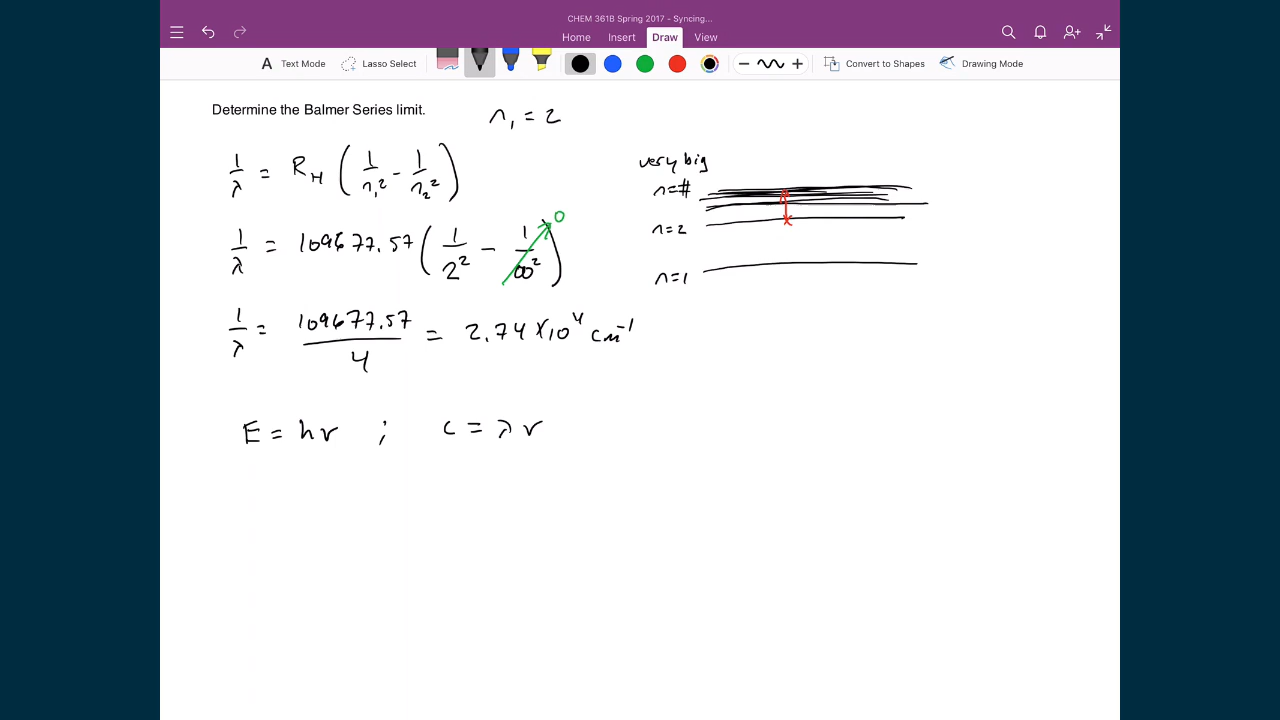 CHEM 361B Spring 2017 - Syncing...
Home Insert Draw View
A Text Mode Lasso Select Convert to Shapes Drawing Mode
Determine the Balmer Series limit. n₁ = 2
1/λ = R_H (1/n₁² - 1/n₂²)
1/λ = 109677.57 (1/2² - 1/∞²) 0
1/λ = 109677.57/4 = 2.74 × 10⁴ cm⁻¹
E = hν ; c = λν
very big
n=#
n=2
n=1